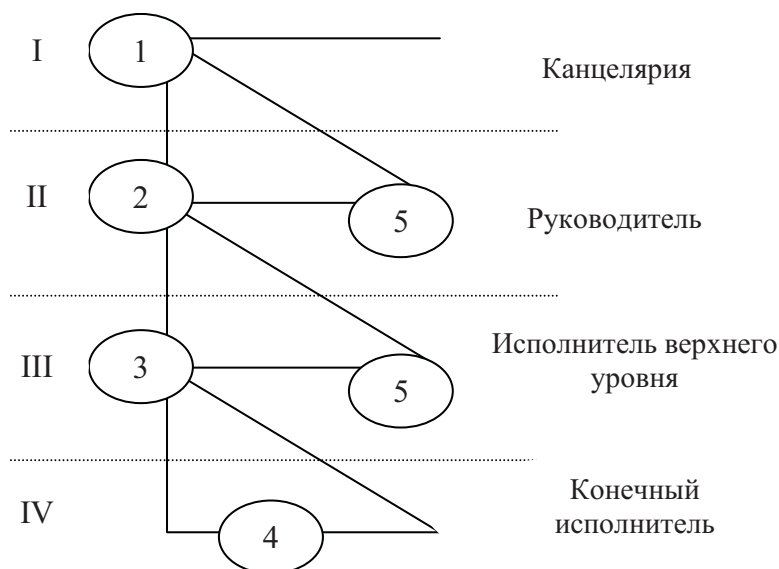 I
1
Канцелярия
II
2
5
Руководитель
III
3
5
Исполнитель верхнего
уровня
IV
4
Конечный
исполнитель